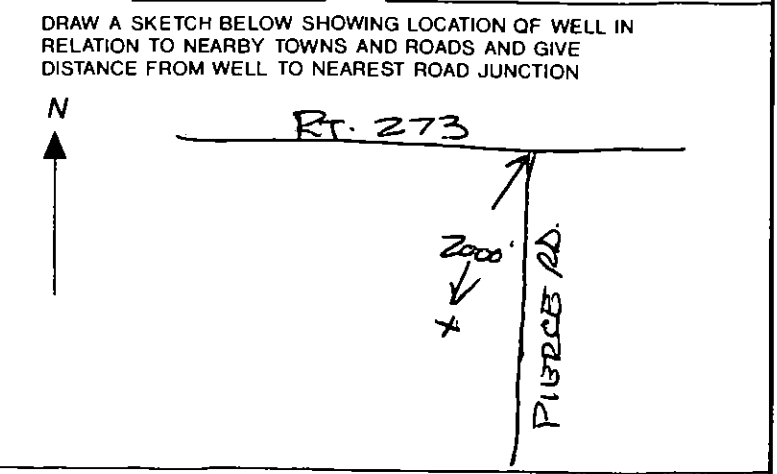 DRAW A SKETCH BELOW SHOWING LOCATION OF WELL IN
RELATION TO NEARBY TOWNS AND ROADS AND GIVE
DISTANCE FROM WELL TO NEAREST ROAD JUNCTION
N
RT. 273
2000'
X
PIERCE RD.